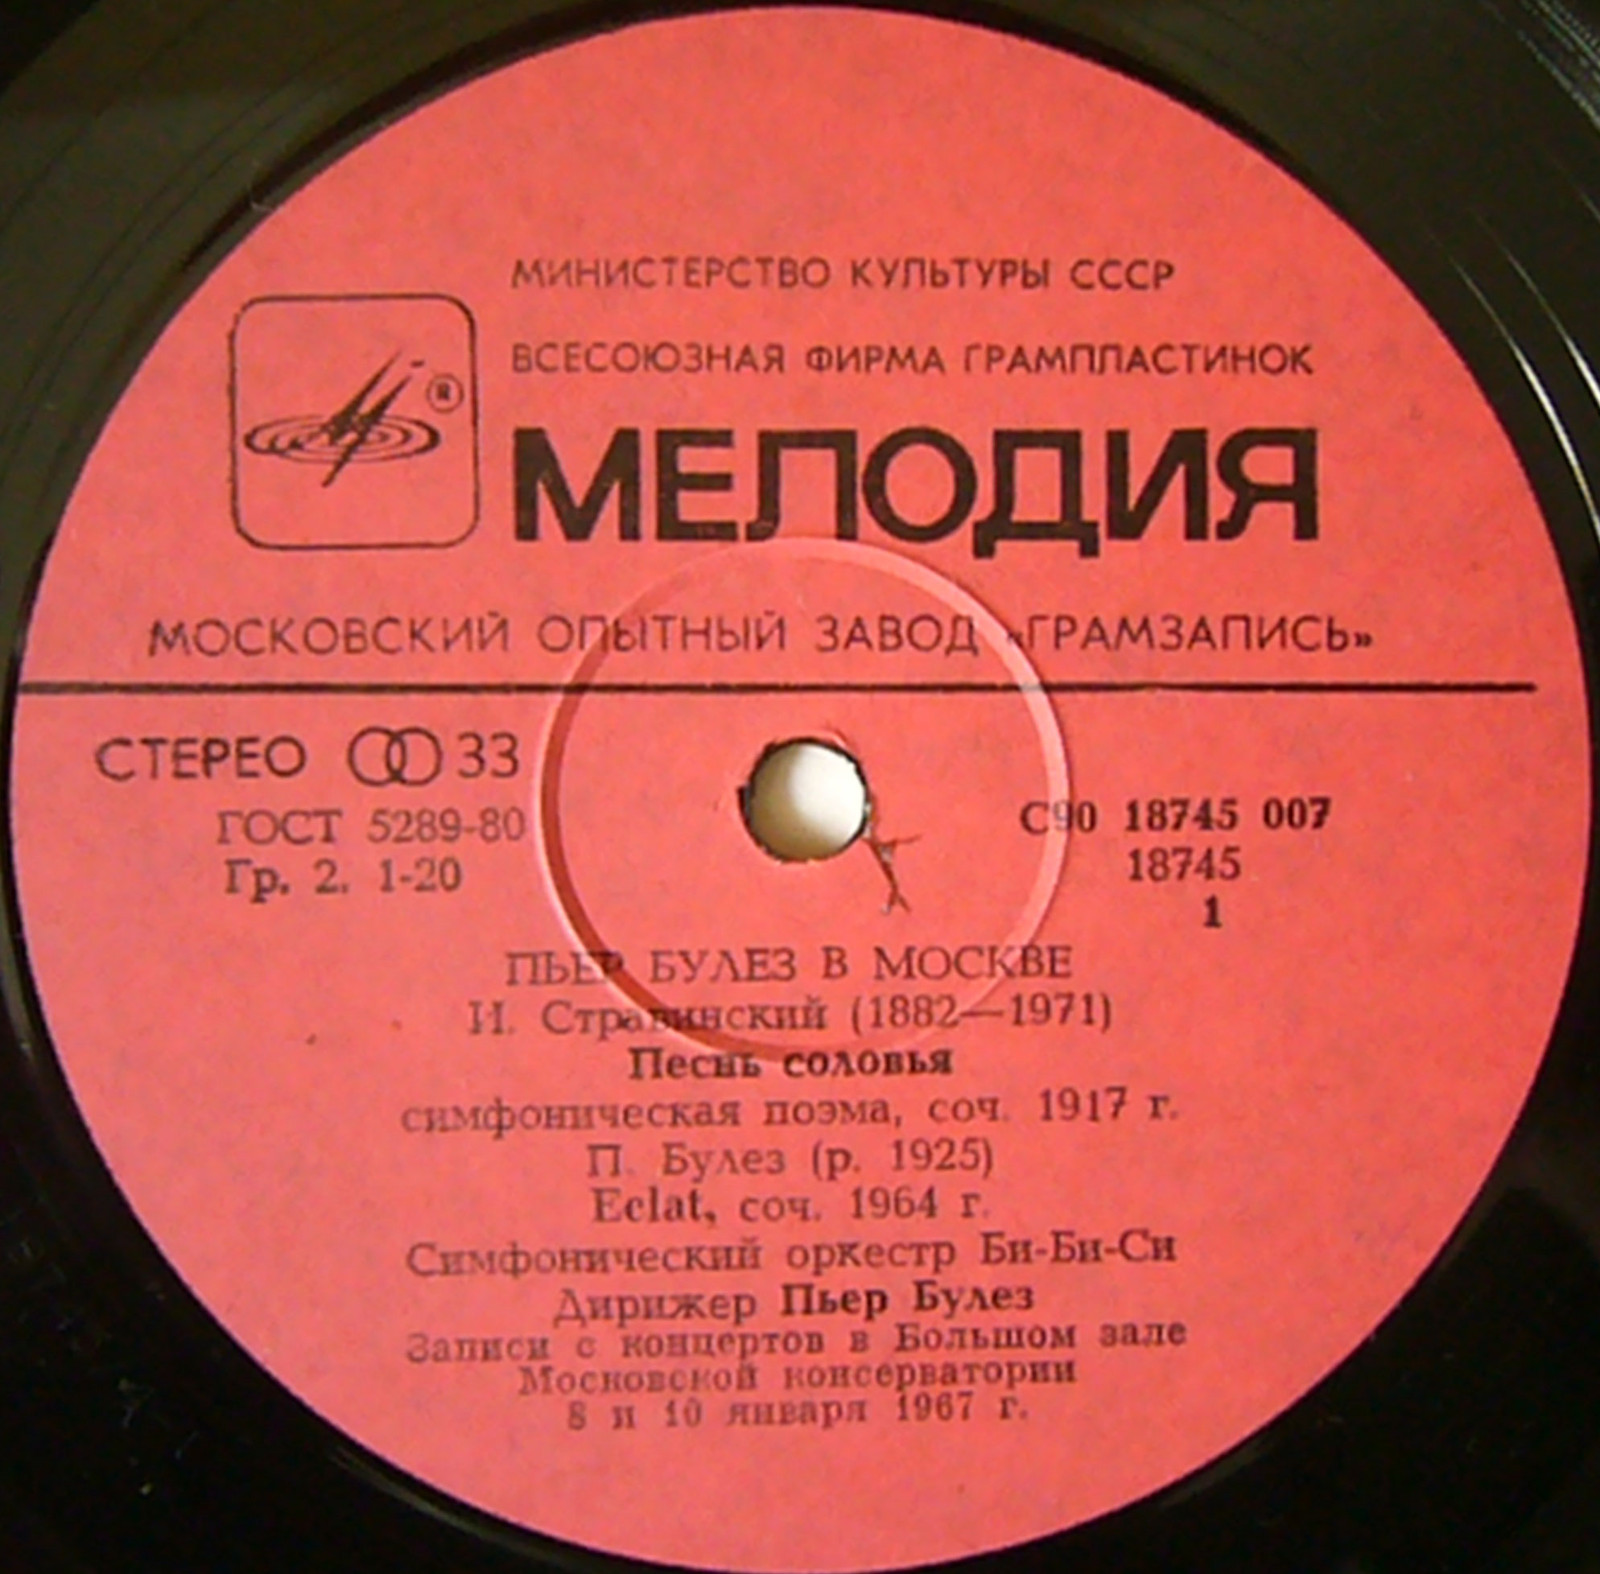 МИНИСТЕРСТВО КУЛЬТУРЫ СССР
ВСЕСОЮЗНАЯ ФИРМА ГРАМПЛАСТИНОК
®
МЕЛОДИЯ
МОСКОВСКИЙ ОПЫТНЫЙ ЗАВОД «ГРАМЗАПИСЬ»
СТЕРЕО 33
ГОСТ 5289-80
Гр. 2. 1-20
С90 18745 007
18745
1
ПЬЕР БУЛЕЗ В МОСКВЕ
И. Стравинский (1882—1971)
Песнь соловья
симфоническая поэма, соч. 1917 г.
П. Булез (р. 1925)
Eclat, соч. 1964 г.
Симфонический оркестр Би-Би-Си
Дирижер Пьер Булез
Записи с концертов в Большом зале
Московской консерватории
8 и 10 января 1967 г.